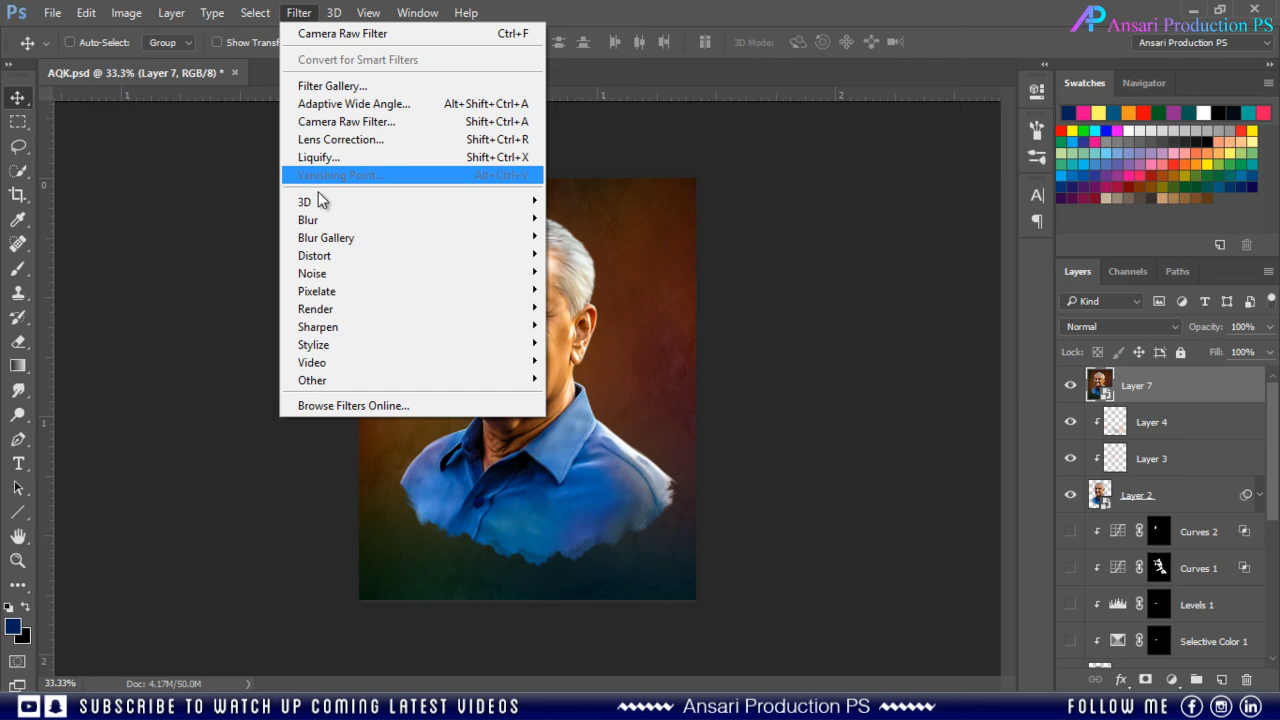 Ps File Edit Image Layer Type Select Filter 3D View Window Help
Ansari Production PS
Auto-Select: Group Show Transf
3D Mode:
Ansari Production PS
AQK.psd @ 33.3% (Layer 7, RGB/8) * ×
Camera Raw Filter Ctrl+F
Convert for Smart Filters
Filter Gallery...
Adaptive Wide Angle... Alt+Shift+Ctrl+A
Camera Raw Filter... Shift+Ctrl+A
Lens Correction... Shift+Ctrl+R
Liquify... Shift+Ctrl+X
Vanishing Point... Alt+Ctrl+V
3D
Blur
Blur Gallery
Distort
Noise
Pixelate
Render
Sharpen
Stylize
Video
Other
Browse Filters Online...
1 1 2
0
1
2
Swatches Navigator
Layers Channels Paths
Kind
Normal Opacity: 100%
Lock: Fill: 100%
Layer 7
Layer 4
Layer 3
Layer 2
Curves 2
Curves 1
Levels 1
Selective Color 1
33.33% Doc: 4.17M/50.0M
SUBSCRIBE TO WATCH UP COMING LATEST VIDEOS Ansari Production PS FOLLOW ME